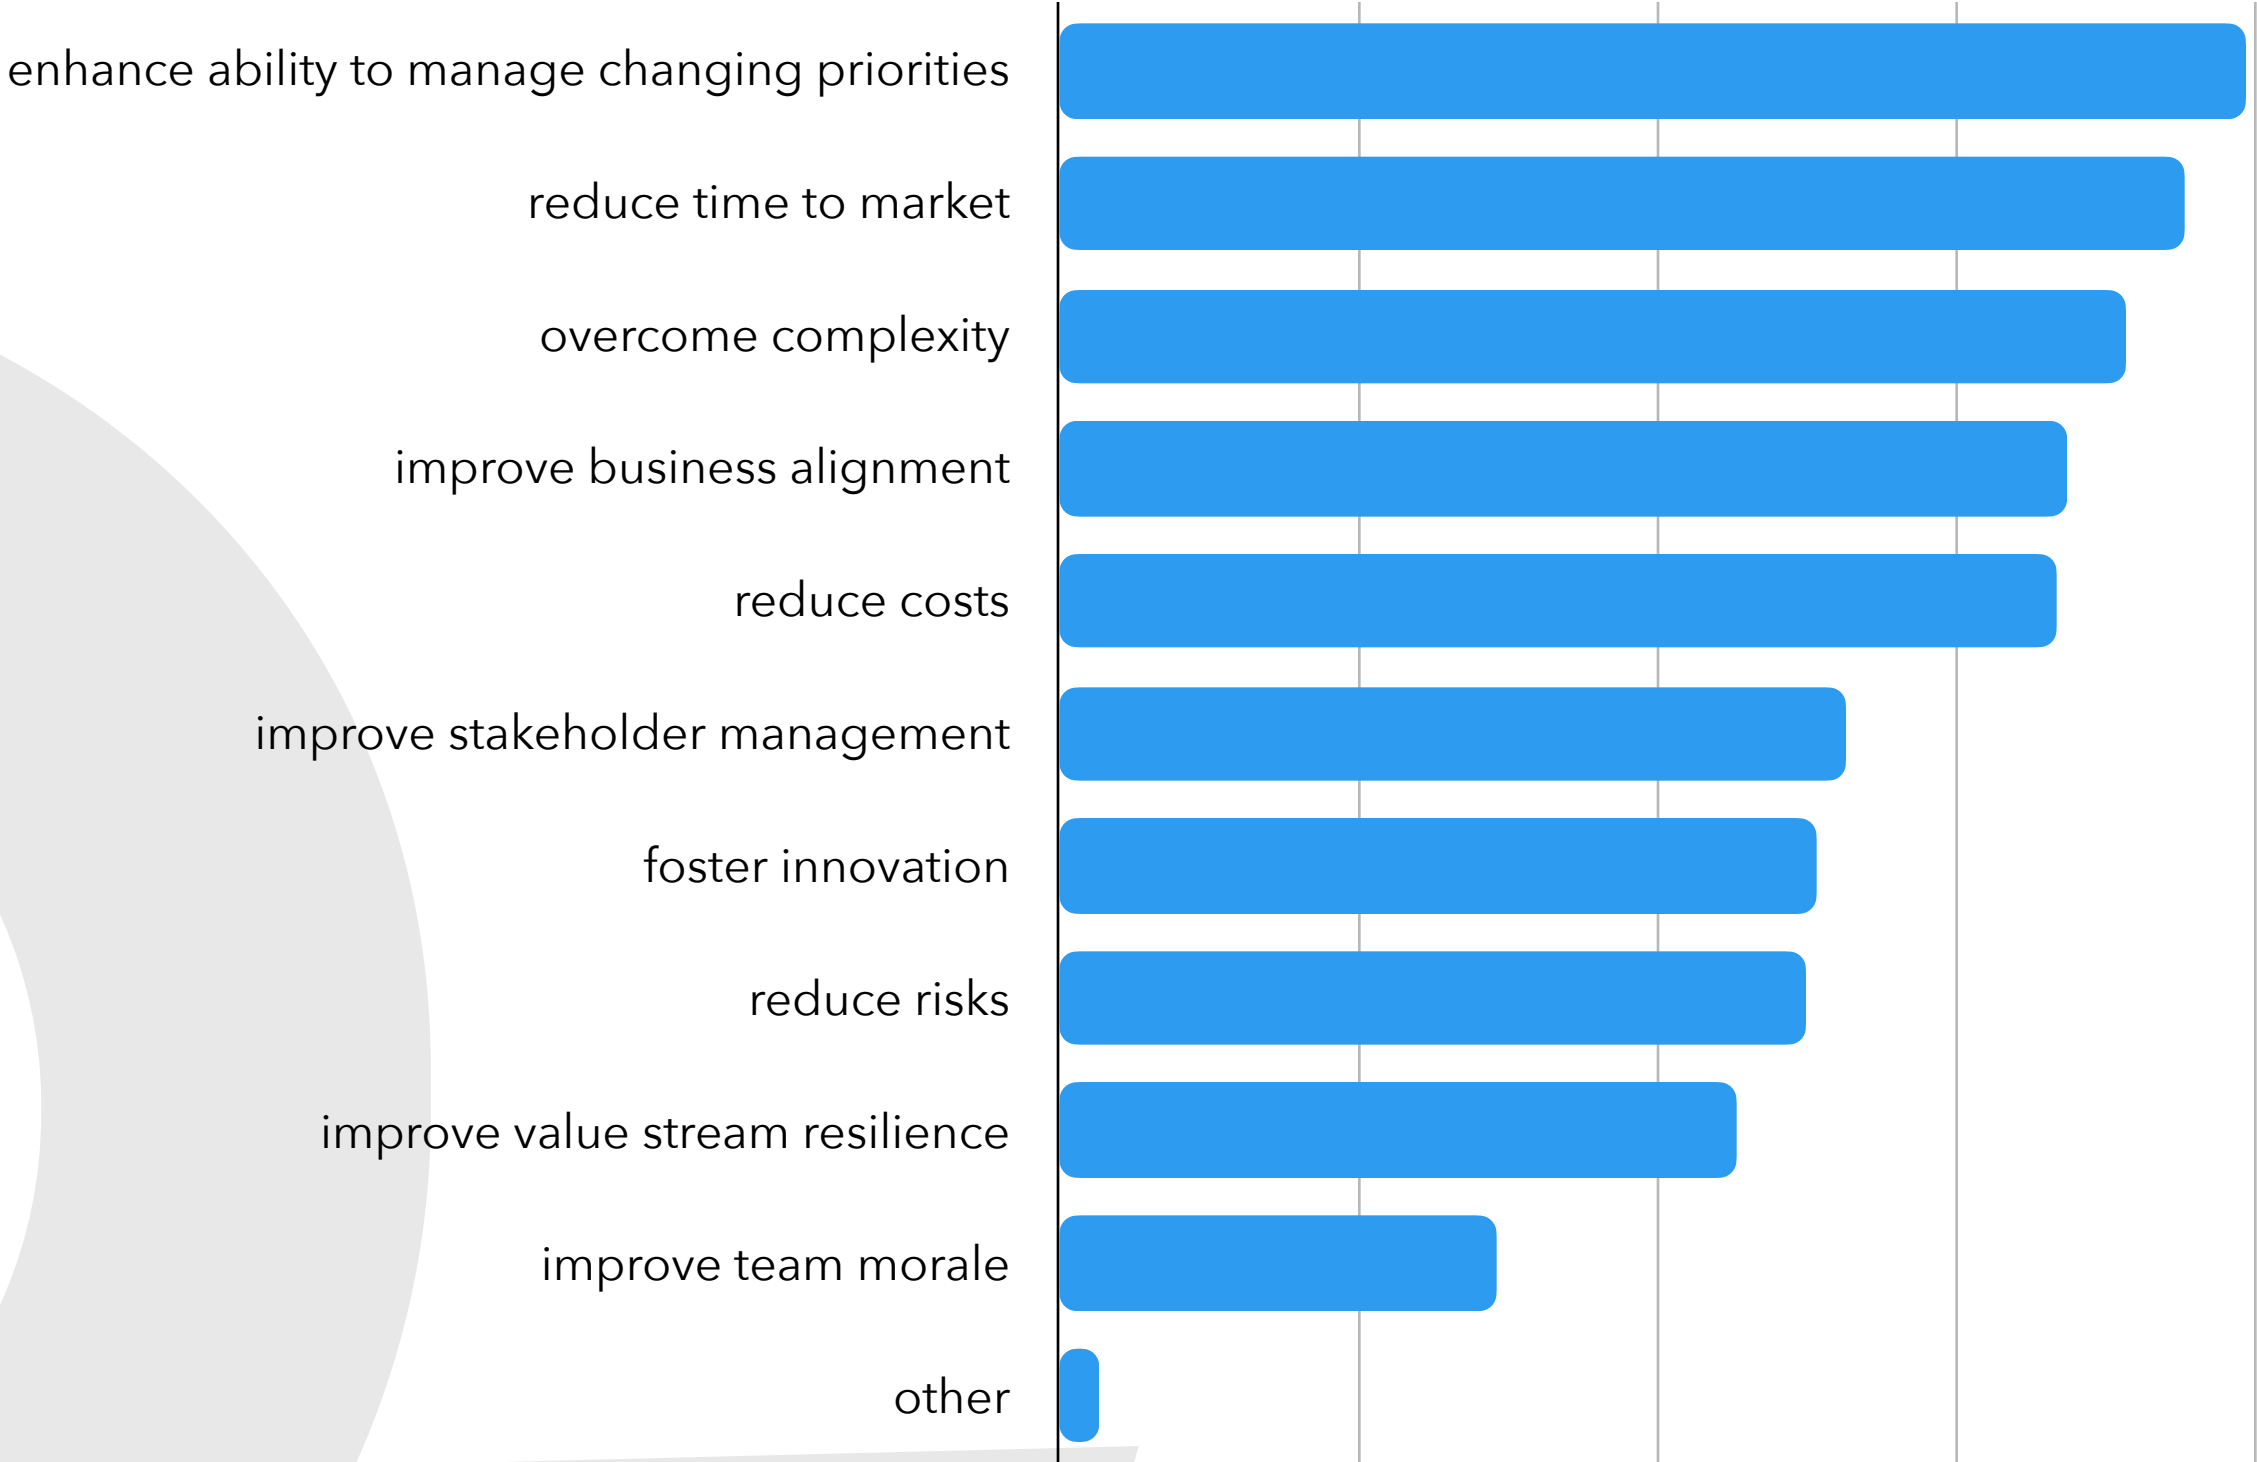 enhance ability to manage changing priorities
reduce time to market
overcome complexity
improve business alignment
reduce costs
improve stakeholder management
foster innovation
reduce risks
improve value stream resilience
improve team morale
other